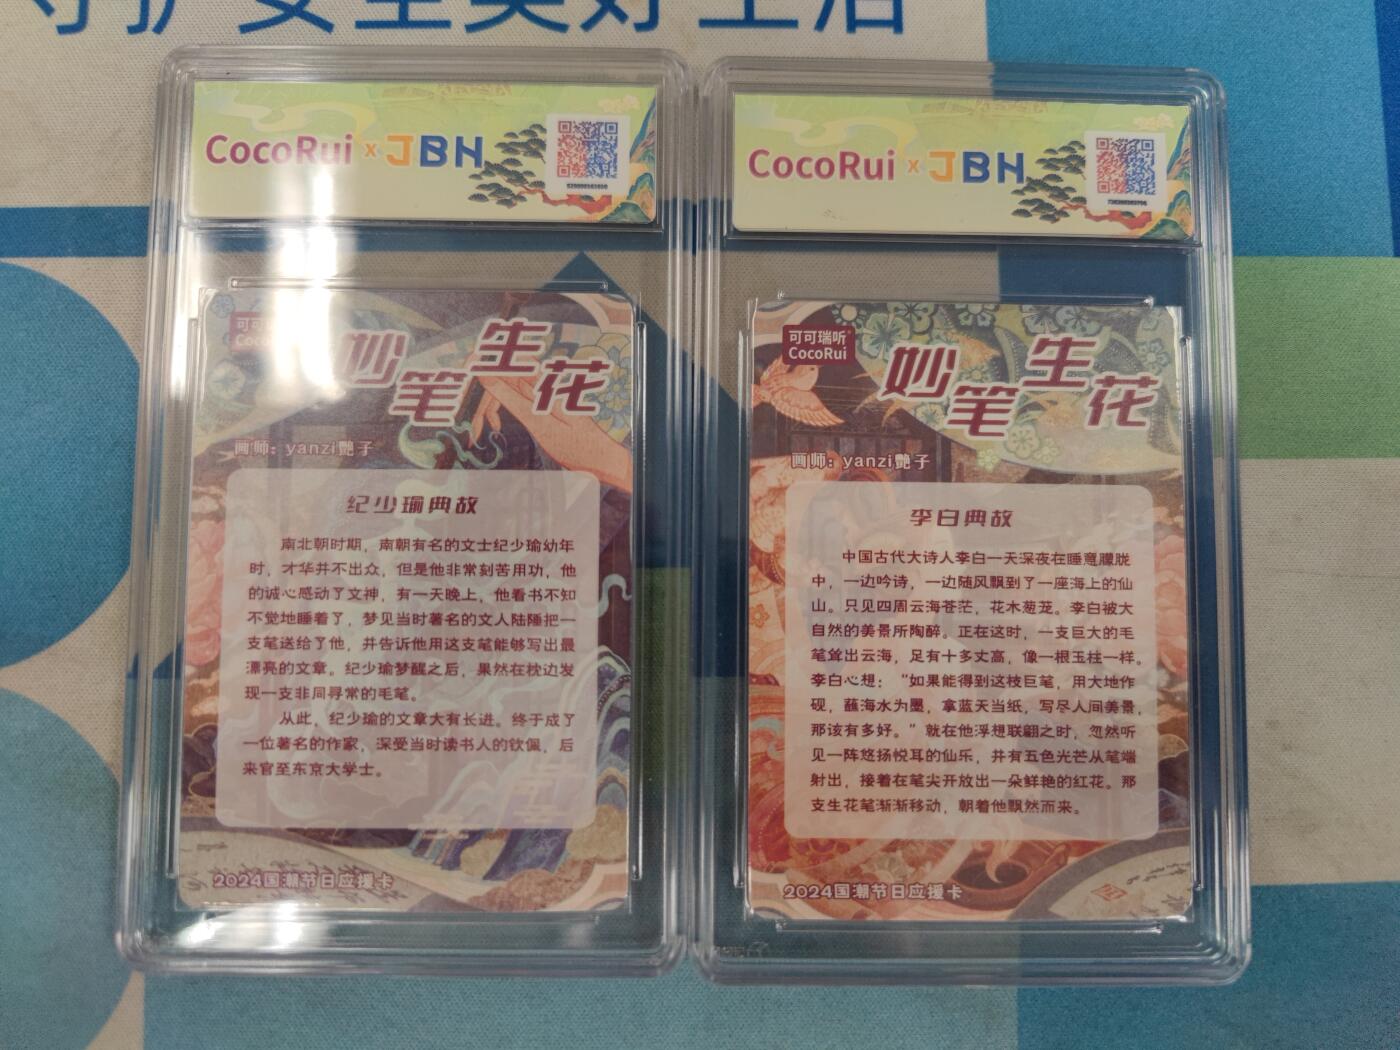 守护安全美好生活
CocoRui x JBH
妙笔生花
画师：yanzi艷子
纪少瑜典故
南北朝时期，南朝有名的文士纪少瑜幼年
时，才华并不出众，但是他非常刻苦用功，他
的诚心感动了文神，有一天晚上，他看书不知
不觉地睡着了，梦见当时著名的文人陆陲把一
支笔送给了他，并告诉他用这支笔能够写出最
漂亮的文章。纪少瑜梦醒之后，果然在枕边发
现一支非同寻常的毛笔。
从此，纪少瑜的文章大有长进。终于成了
一位著名的作家，深受当时读书人的钦佩，后
来官至东京大学士。
2024国潮节日应援卡
CocoRui x JBH
可可瑞听
CocoRui
妙笔生花
画师：yanzi艷子
李白典故
中国古代大诗人李白一天深夜在睡意朦胧
中，一边吟诗，一边随风飘到了一座海上的仙
山。只见四周云海苍茫，花木葱茏。李白被大
自然的美景所陶醉。正在这时，一支巨大的毛
笔耸出云海，足有十多丈高，像一根玉柱一样。
李白心想：“如果能得到这枝巨笔，用大地作
砚，蘸海水为墨，拿蓝天当纸，写尽人间美景，
那该有多好。”就在他浮想联翩之时，忽然听
见一阵悠扬悦耳的仙乐，并有五色光芒从笔端
射出，接着在笔尖开放出一朵鲜艳的红花。那
支生花笔渐渐移动，朝着他飘然而来。
2024国潮节日应援卡